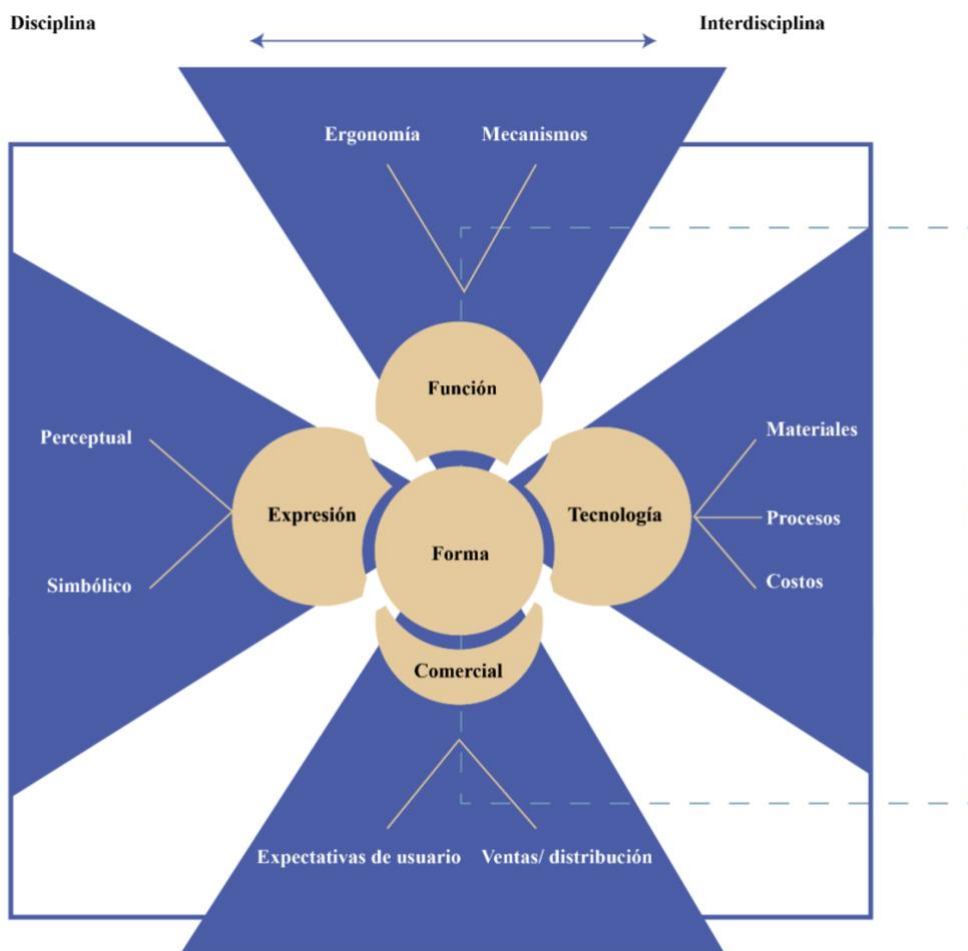 Disciplina
Interdisciplina
Ergonomía
Mecanismos
Función
Perceptual
Simbólico
Expresión
Forma
Tecnología
Materiales
Procesos
Costos
Comercial
Expectativas de usuario
Ventas/ distribución